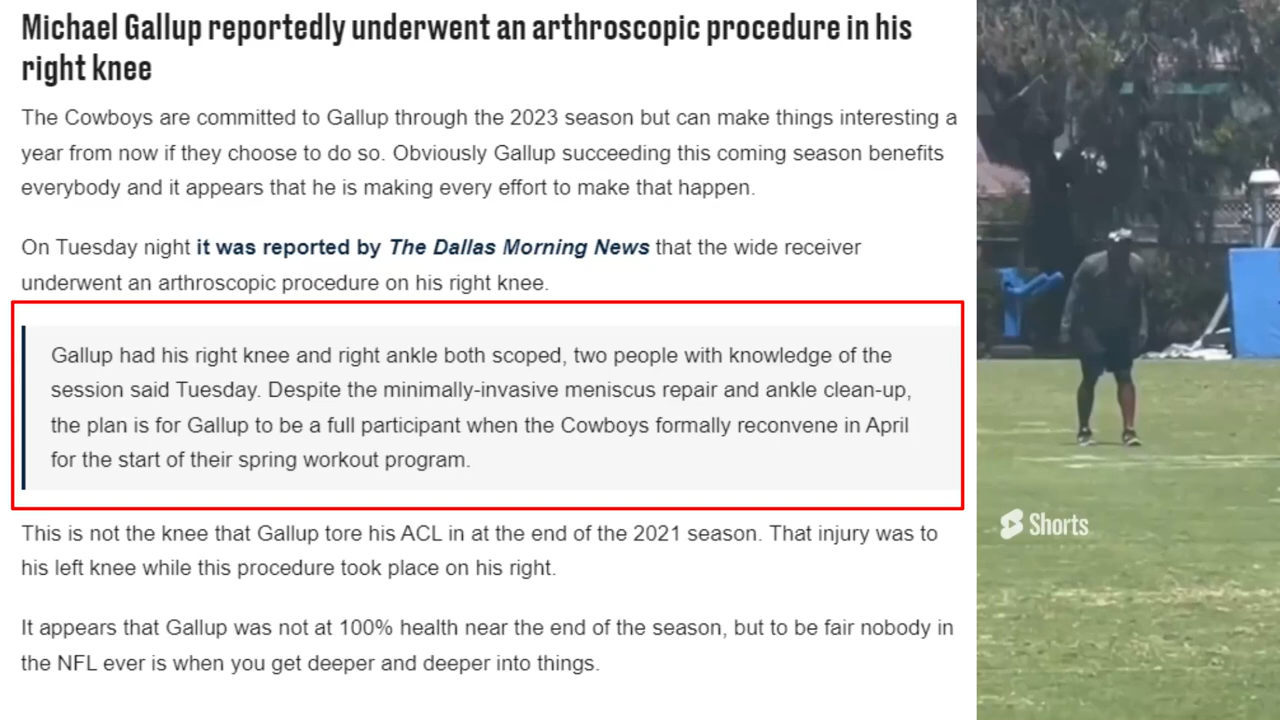 Michael Gallup reportedly underwent an arthroscopic procedure in his
right knee
The Cowboys are committed to Gallup through the 2023 season but can make things interesting a
year from now if they choose to do so. Obviously Gallup succeeding this coming season benefits
everybody and it appears that he is making every effort to make that happen.
On Tuesday night it was reported by The Dallas Morning News that the wide receiver
underwent an arthroscopic procedure on his right knee.
Gallup had his right knee and right ankle both scoped, two people with knowledge of the
session said Tuesday. Despite the minimally-invasive meniscus repair and ankle clean-up,
the plan is for Gallup to be a full participant when the Cowboys formally reconvene in April
for the start of their spring workout program.
This is not the knee that Gallup tore his ACL in at the end of the 2021 season. That injury was to
his left knee while this procedure took place on his right.
It appears that Gallup was not at 100% health near the end of the season, but to be fair nobody in
the NFL ever is when you get deeper and deeper into things.
Shorts